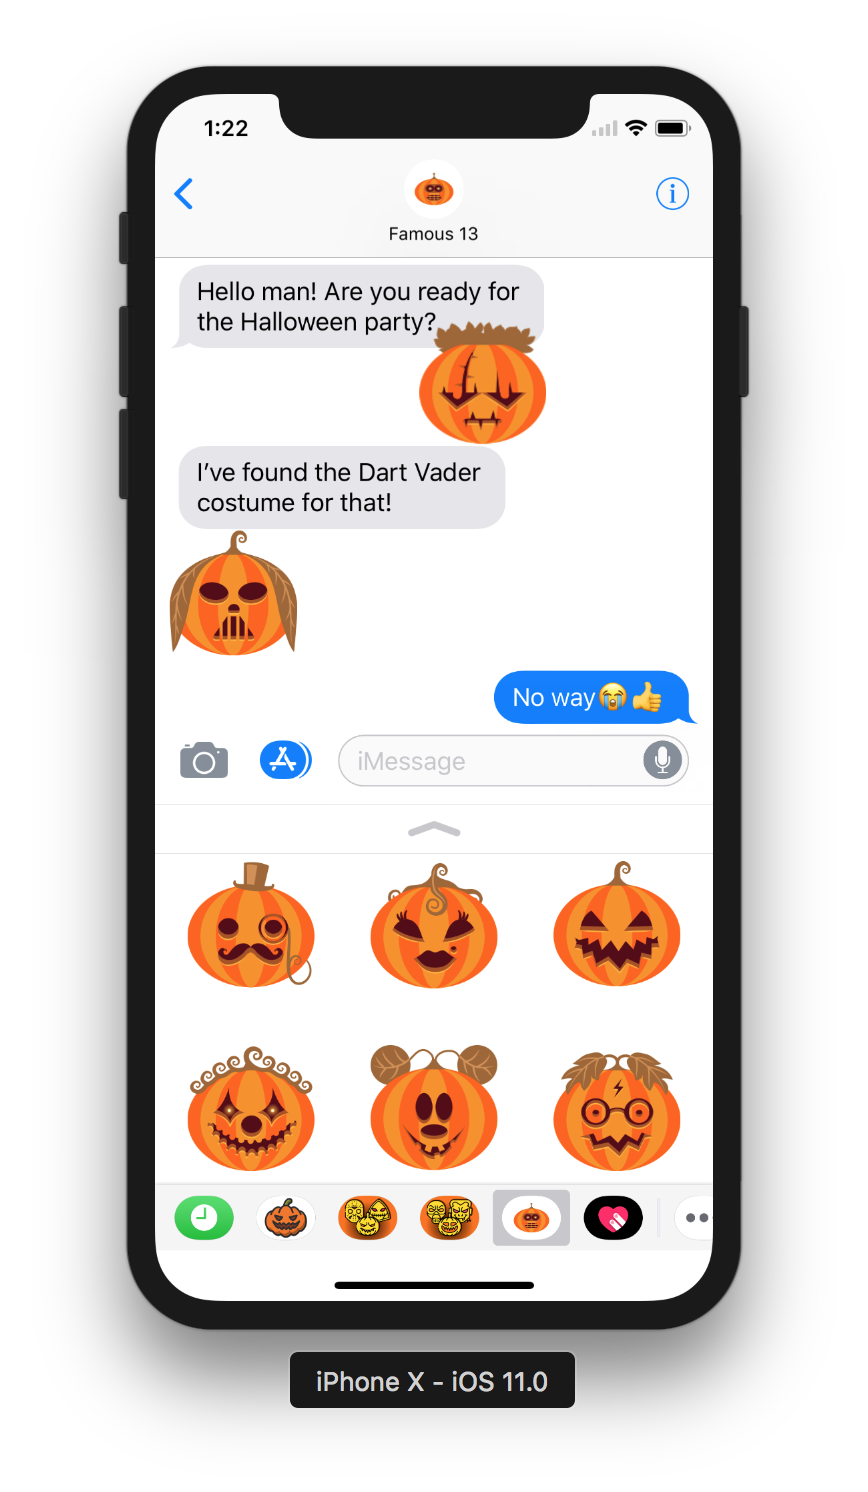 1:22
Famous 13
Hello man! Are you ready for
the Halloween party?
I’ve found the Dart Vader
costume for that!
No way😭👍
iMessage
iPhone X - iOS 11.0